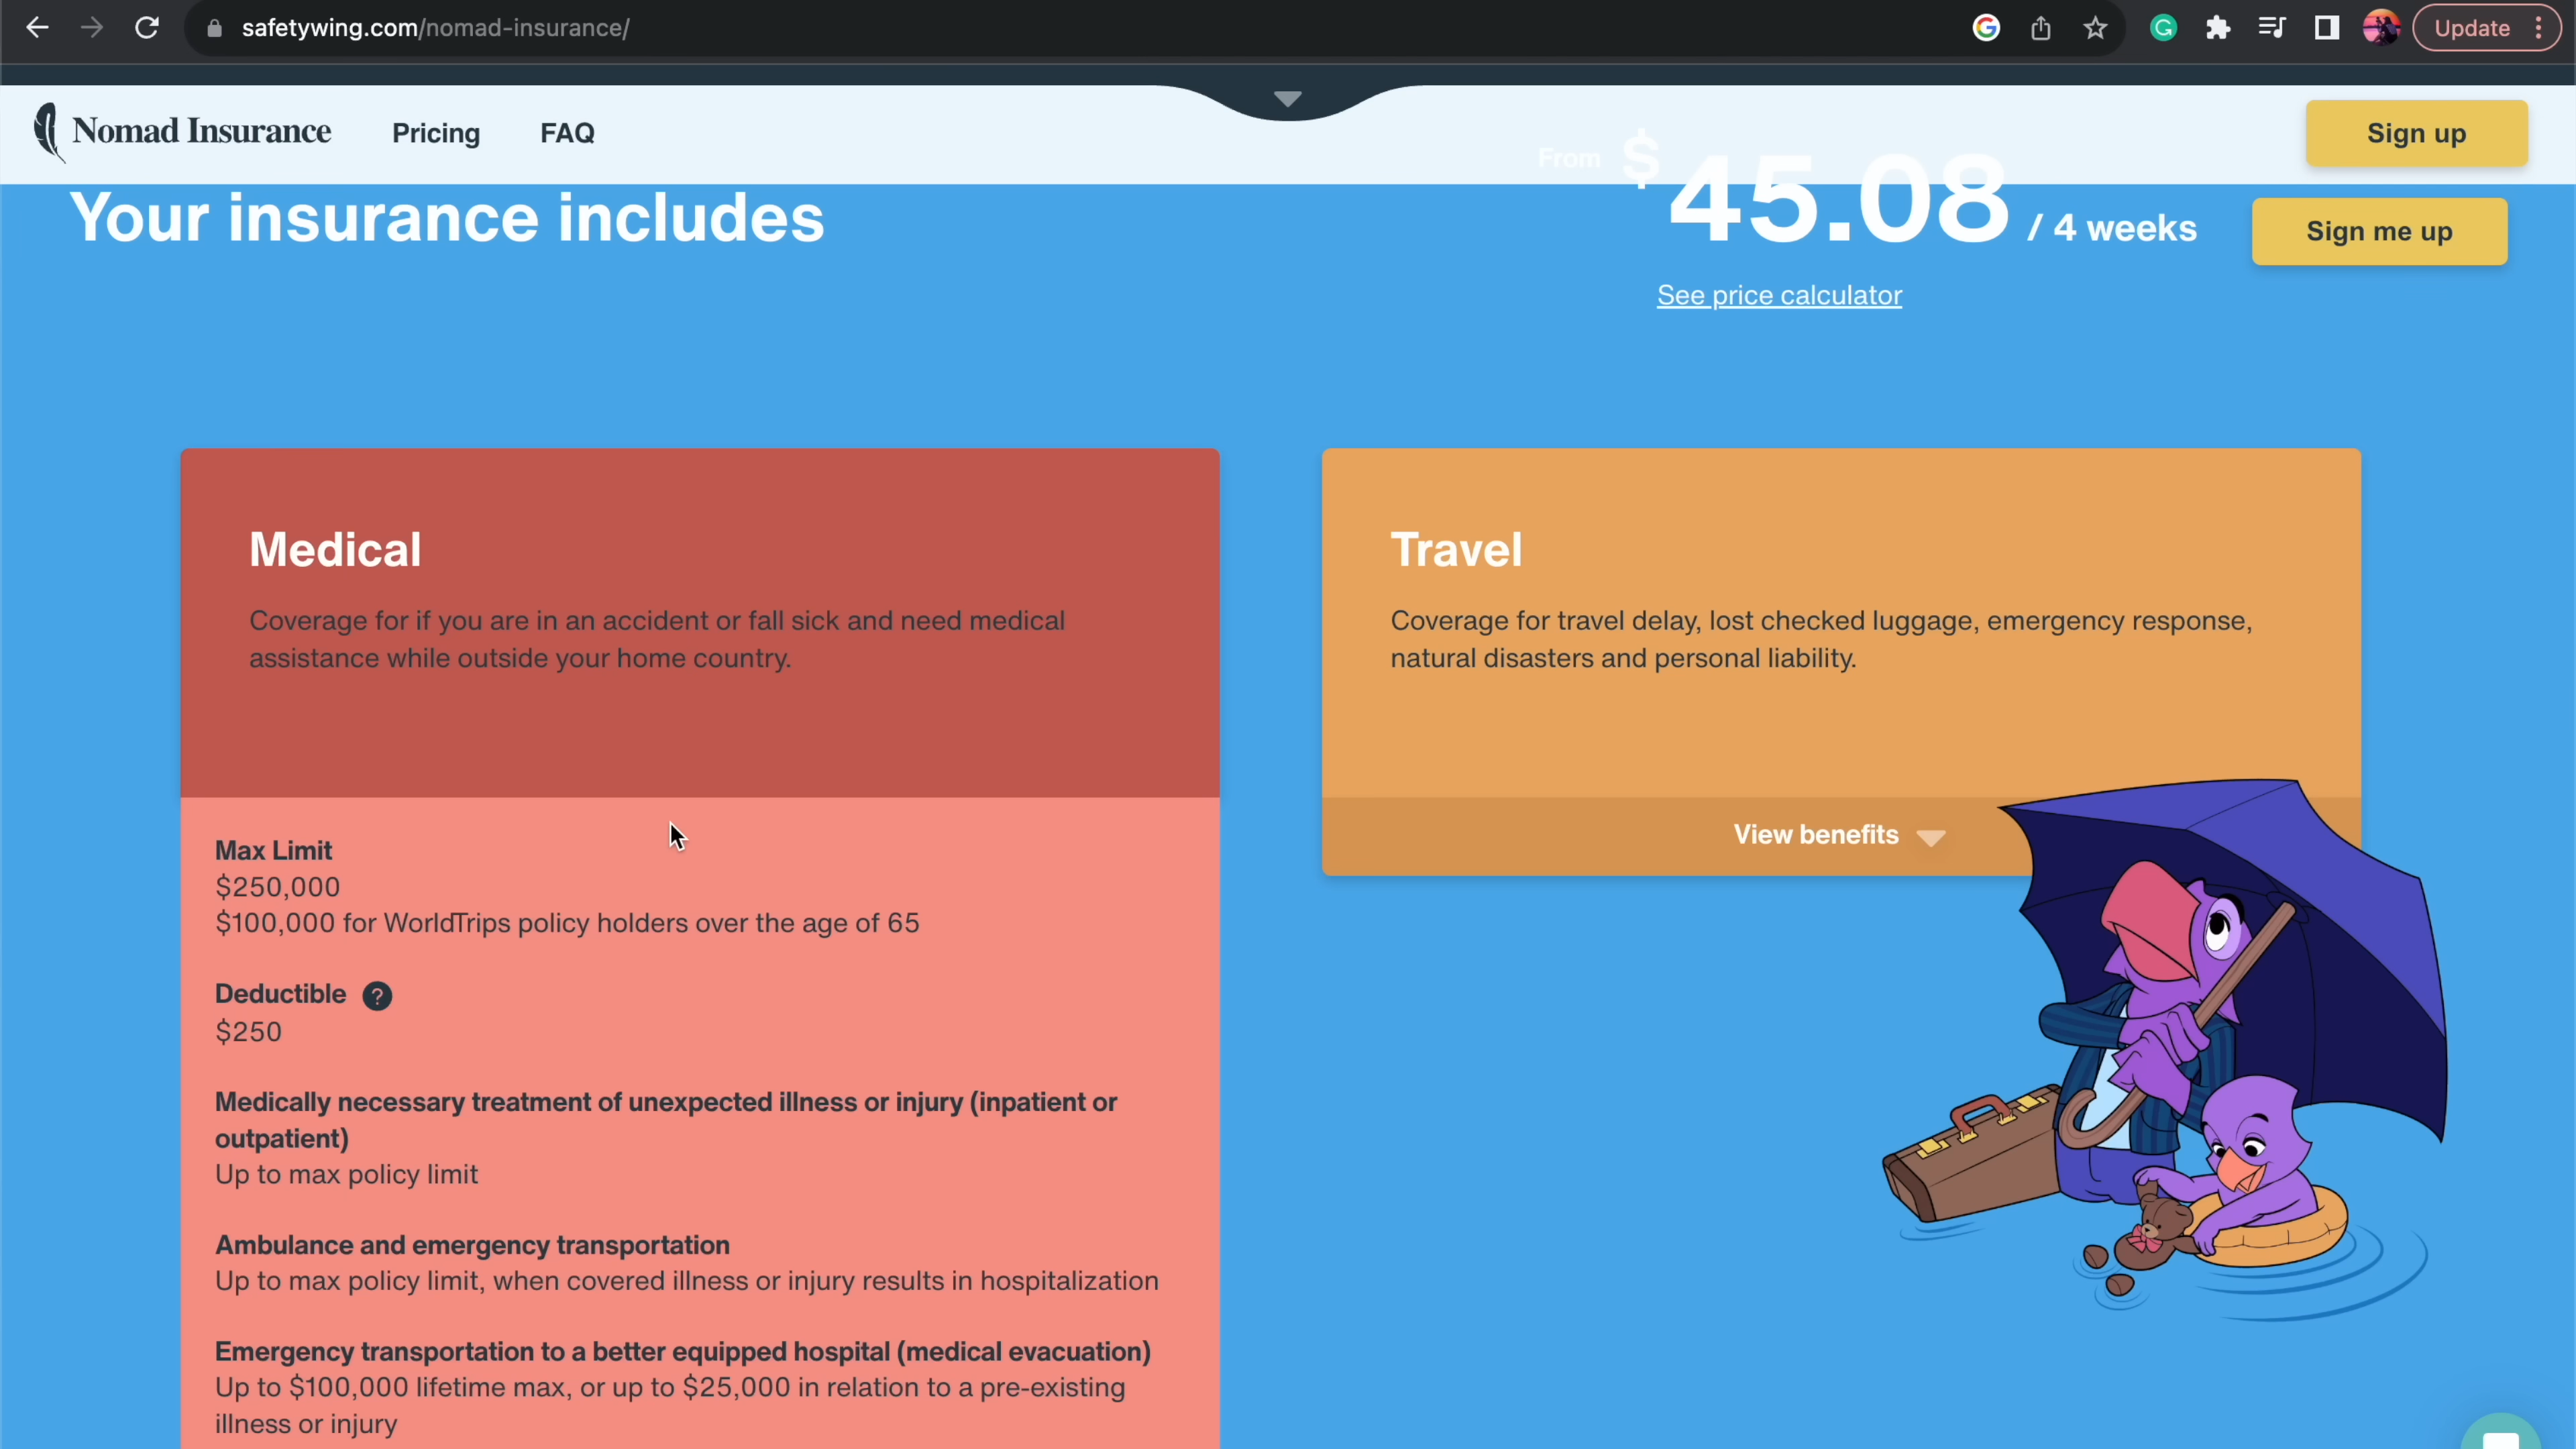 safetywing.com/nomad-insurance/
Update
Nomad Insurance
Pricing
FAQ
Sign up
Your insurance includes
From $45.08 / 4 weeks
Sign me up
See price calculator
Medical
Coverage for if you are in an accident or fall sick and need medical
assistance while outside your home country.
Max Limit
$250,000
$100,000 for WorldTrips policy holders over the age of 65
Deductible ?
$250
Medically necessary treatment of unexpected illness or injury (inpatient or
outpatient)
Up to max policy limit
Ambulance and emergency transportation
Up to max policy limit, when covered illness or injury results in hospitalization
Emergency transportation to a better equipped hospital (medical evacuation)
Up to $100,000 lifetime max, or up to $25,000 in relation to a pre-existing
illness or injury
Travel
Coverage for travel delay, lost checked luggage, emergency response,
natural disasters and personal liability.
View benefits